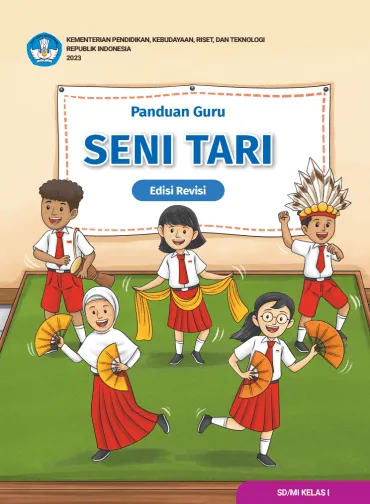 KEMENTERIAN PENDIDIKAN, KEBUDAYAAN, RISET, DAN TEKNOLOGI
REPUBLIK INDONESIA
2023
Panduan Guru
SENI TARI
Edisi Revisi
SD/MI KELAS I